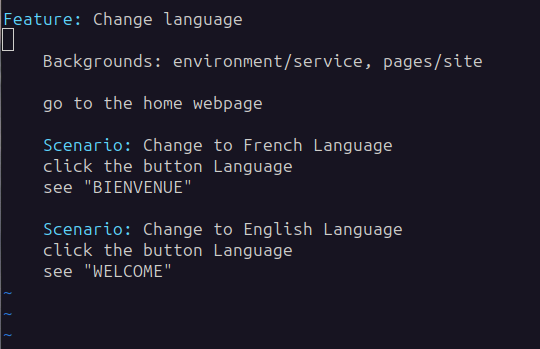 Feature: Change language
Backgrounds: environment/service, pages/site
go to the home webpage
Scenario: Change to French Language
click the button Language
see "BIENVENUE"
Scenario: Change to English Language
click the button Language
see "WELCOME"
~
~
~